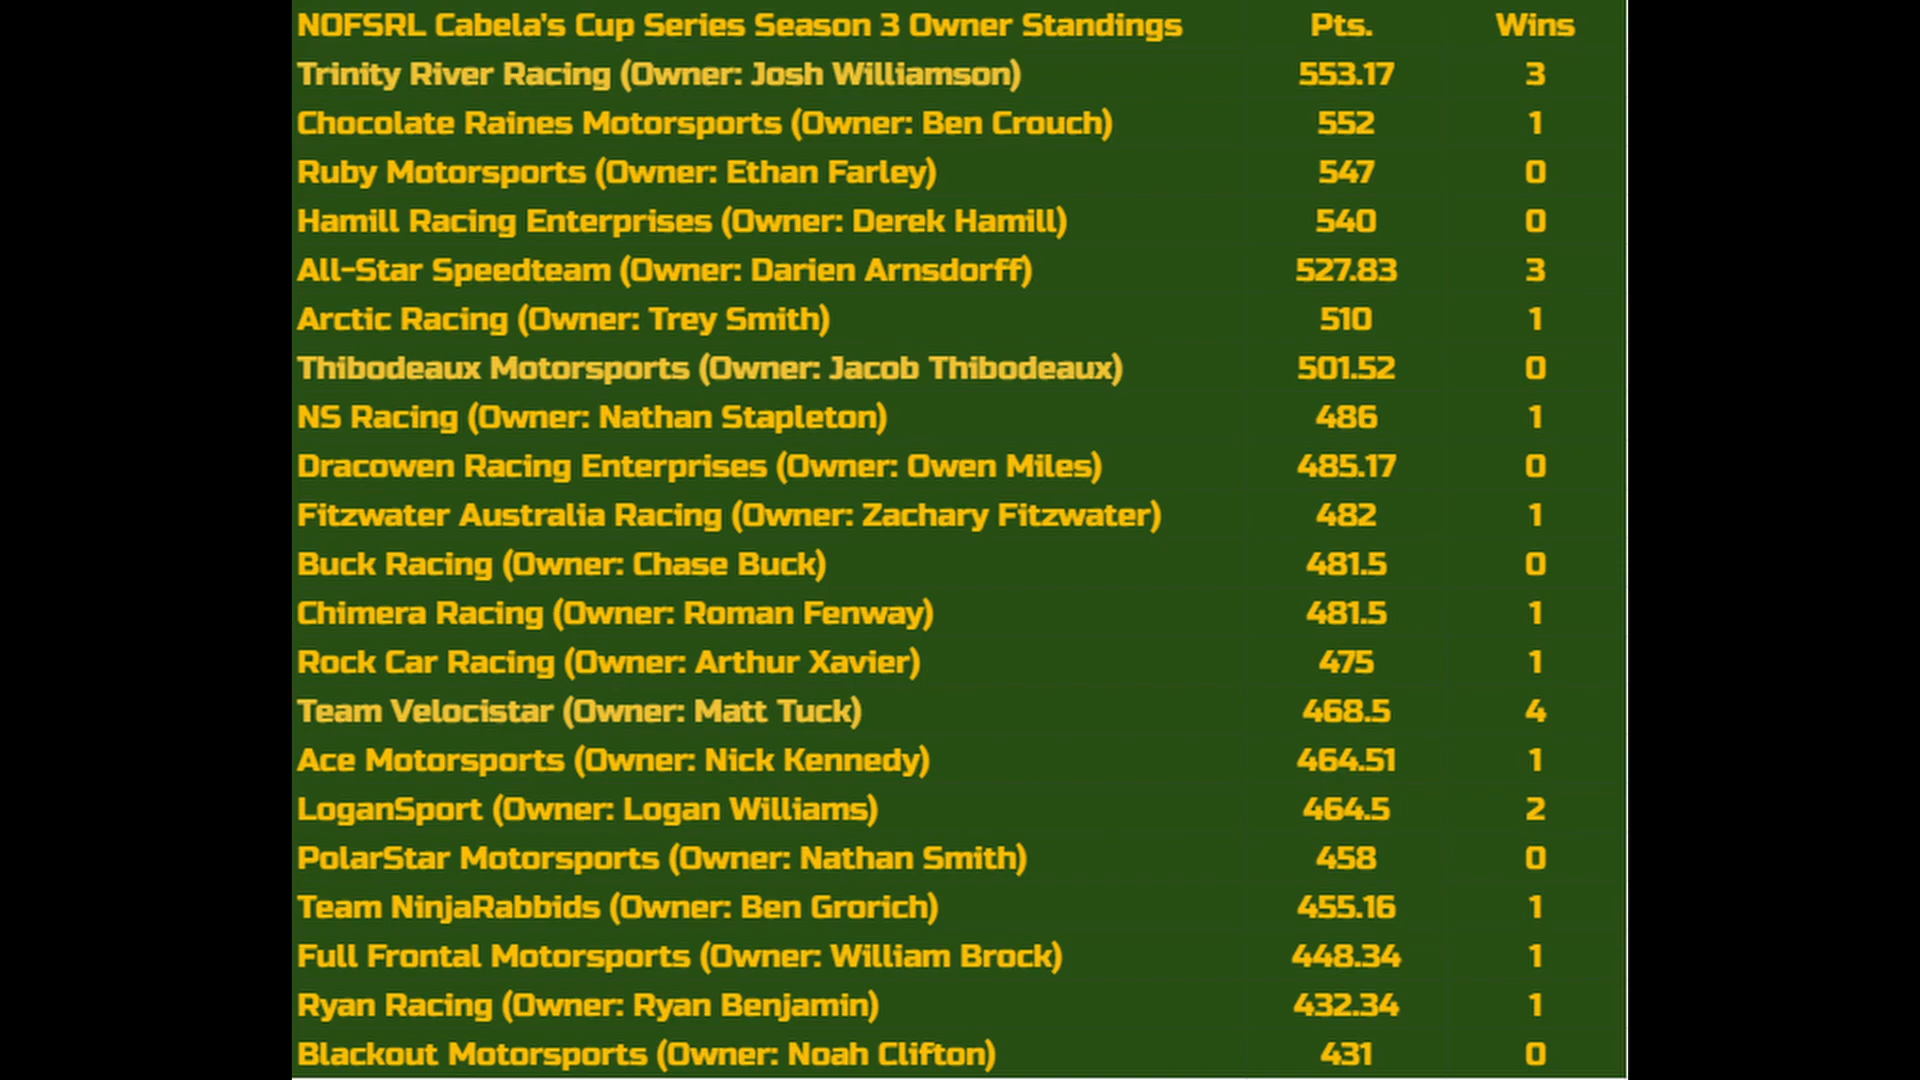 NOFSRL Cabela's Cup Series Season 3 Owner Standings Pts. Wins
Trinity River Racing (Owner: Josh Williamson) 553.17 3
Chocolate Raines Motorsports (Owner: Ben Crouch) 552 1
Ruby Motorsports (Owner: Ethan Farley) 547 0
Hamill Racing Enterprises (Owner: Derek Hamill) 540 0
All-Star Speedteam (Owner: Darien Arnsdorff) 527.83 3
Arctic Racing (Owner: Trey Smith) 510 1
Thibodeaux Motorsports (Owner: Jacob Thibodeaux) 501.52 0
NS Racing (Owner: Nathan Stapleton) 486 1
Dracowen Racing Enterprises (Owner: Owen Miles) 485.17 0
Fitzwater Australia Racing (Owner: Zachary Fitzwater) 482 1
Buck Racing (Owner: Chase Buck) 481.5 0
Chimera Racing (Owner: Roman Fenway) 481.5 1
Rock Car Racing (Owner: Arthur Xavier) 475 1
Team Velocistar (Owner: Matt Tuck) 468.5 4
Ace Motorsports (Owner: Nick Kennedy) 464.51 1
LoganSport (Owner: Logan Williams) 464.5 2
PolarStar Motorsports (Owner: Nathan Smith) 458 0
Team NinjaRabbids (Owner: Ben Grorich) 455.16 1
Full Frontal Motorsports (Owner: William Brock) 448.34 1
Ryan Racing (Owner: Ryan Benjamin) 432.34 1
Blackout Motorsports (Owner: Noah Clifton) 431 0